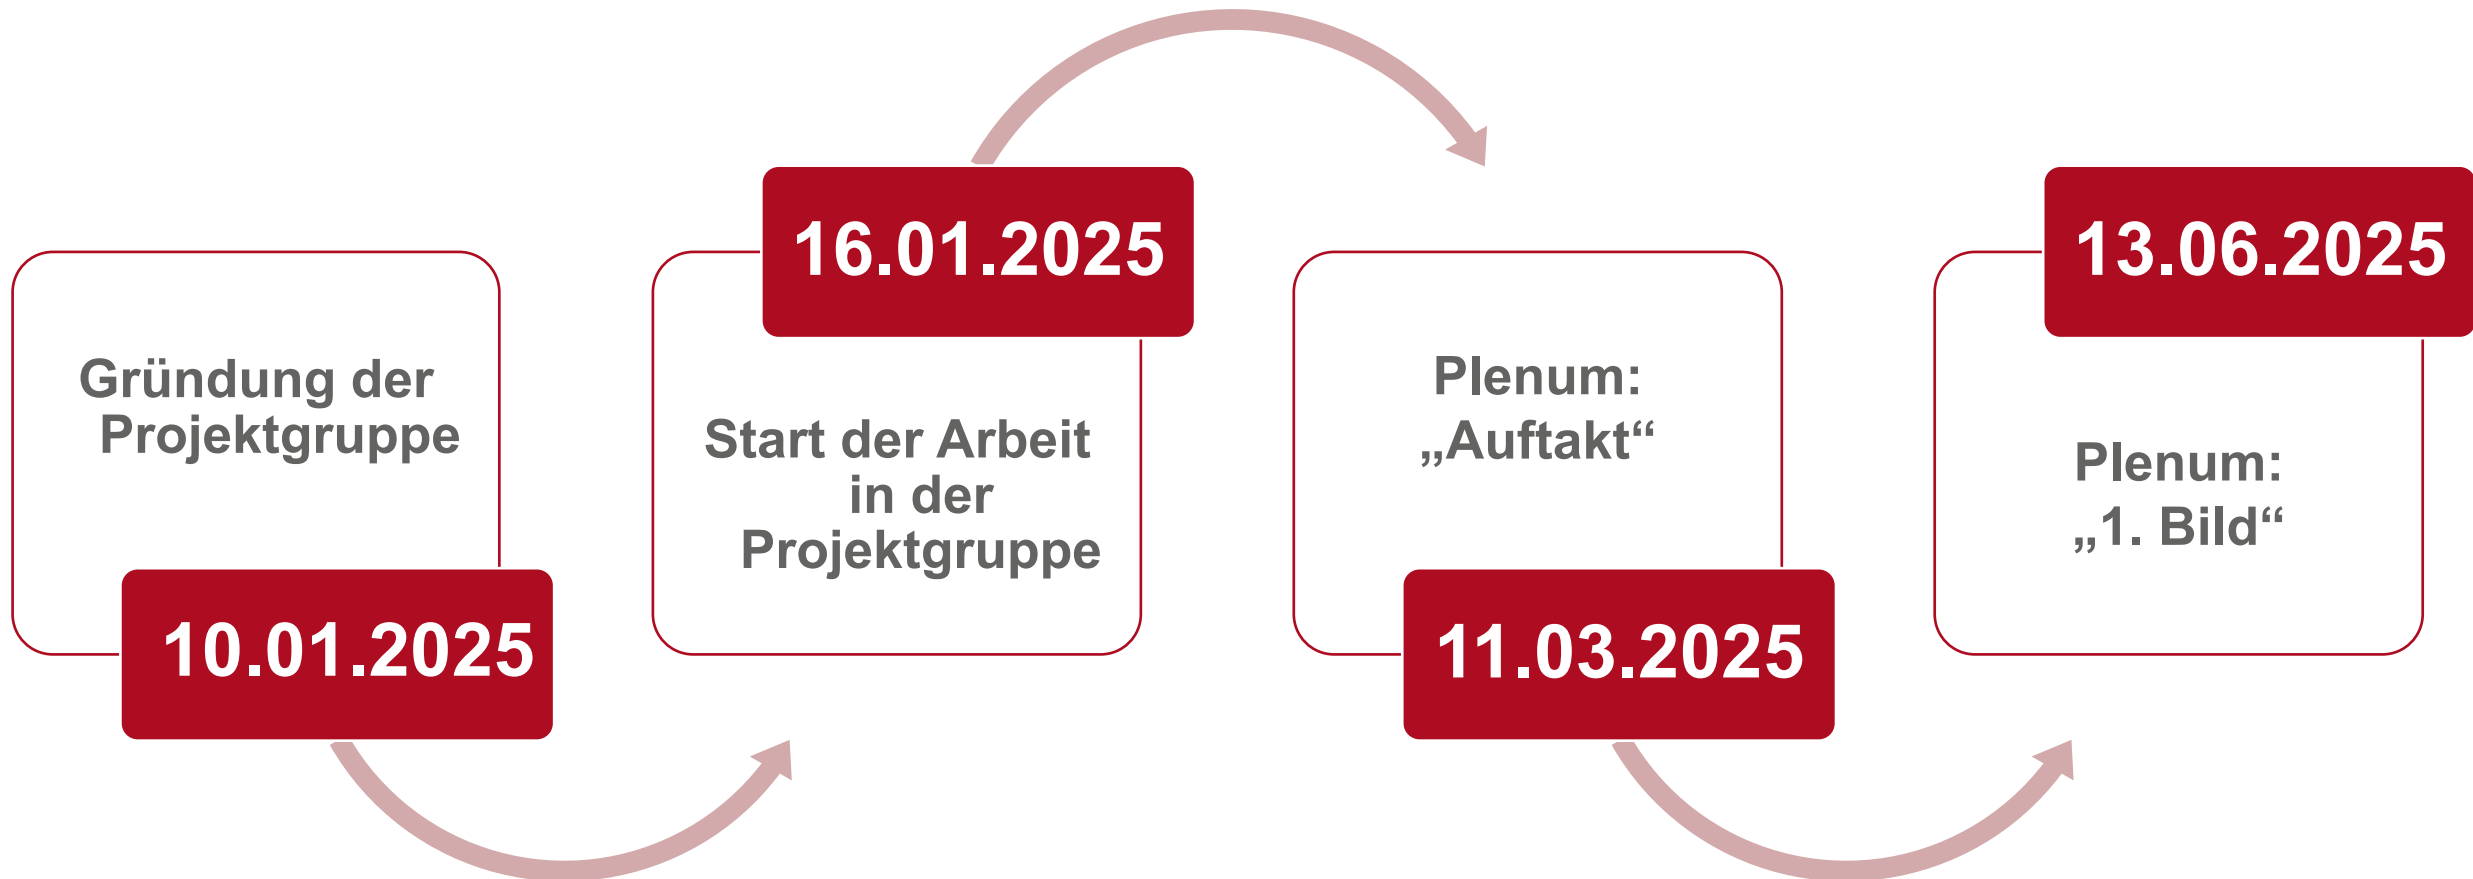 Gründung der
Projektgruppe
10.01.2025
16.01.2025
Start der Arbeit
in der
Projektgruppe
Plenum:
„Auftakt“
11.03.2025
13.06.2025
Plenum:
„1. Bild“